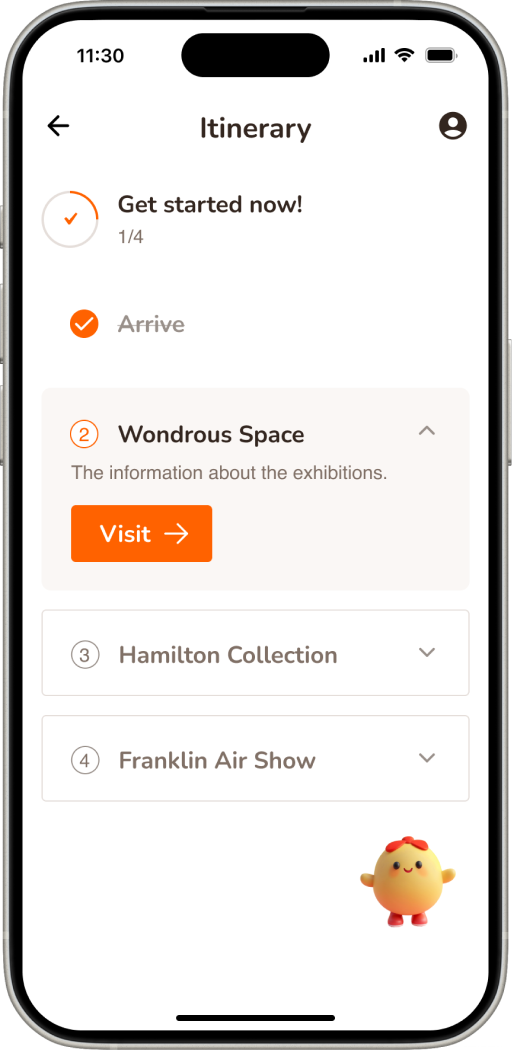 11:30
Itinerary
Get started now!
1/4
Arrive
2 Wondrous Space
The information about the exhibitions.
Visit
3 Hamilton Collection
4 Franklin Air Show